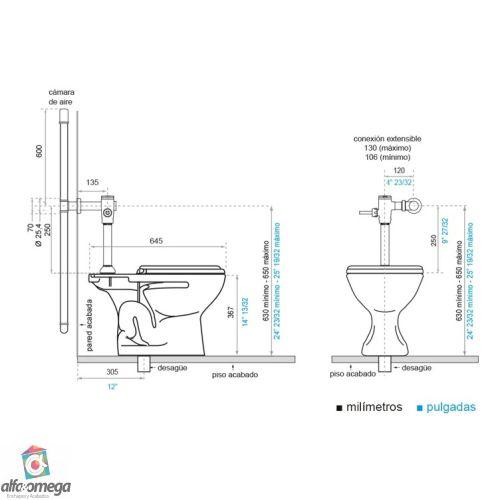 cámara
de aire
600
135
70
Ø 25,4
250
645
630 mínimo - 650 máximo
24" 23/32 mínimo - 25" 19/32 máximo
367
14" 13/32
pared acabada
desagüe
305
12"
piso acabado
conexión extensible
130 (máximo)
106 (mínimo)
120
4" 23/32
250
9" 27/32
630 mínimo - 650 máximo
24" 23/32 mínimo - 25" 19/32 máximo
desagüe
piso acabado
milímetros
pulgadas
alfaomega